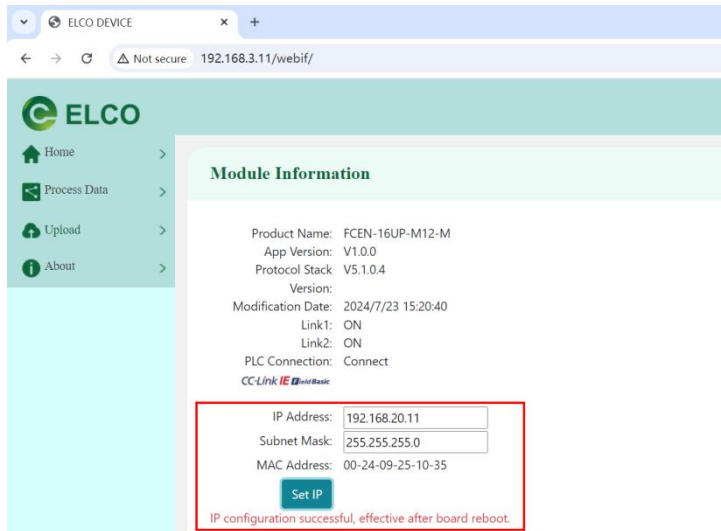 ELCO DEVICE
Not secure 192.168.3.11/webif/
ELCO
Home
Process Data
Upload
About
Module Information
Product Name: FCEN-16UP-M12-M
App Version: V1.0.0
Protocol Stack V5.1.0.4
Version:
Modification Date: 2024/7/23 15:20:40
Link1: ON
Link2: ON
PLC Connection: Connect
CC-Link IE Field Basic
IP Address: 192.168.20.11
Subnet Mask: 255.255.255.0
MAC Address: 00-24-09-25-10-35
Set IP
IP configuration successful, effective after board reboot.